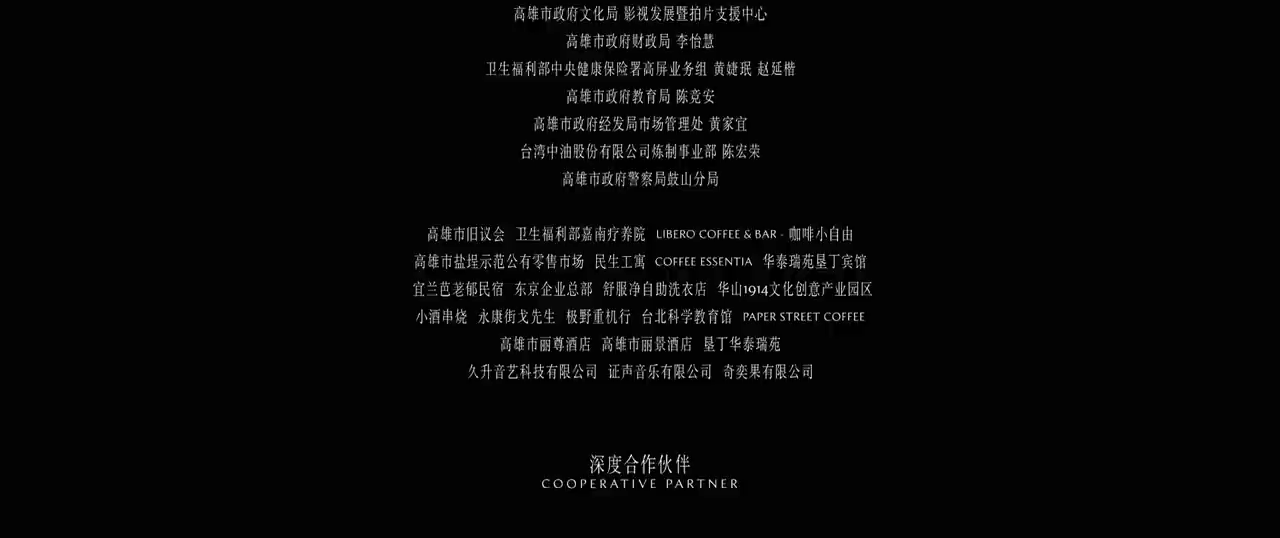 高雄市政府文化局 影视发展暨拍片支援中心
高雄市政府财政局 李怡慧
卫生福利部中央健康保险署高屏业务组 黄婕珉 赵延楷
高雄市政府教育局 陈竞安
高雄市政府经发局市场管理处 黄家宜
台湾中油股份有限公司炼制事业部 陈宏荣
高雄市政府警察局鼓山分局
高雄市旧议会 卫生福利部嘉南疗养院 LIBERO COFFEE & BAR - 咖啡小自由
高雄市盐埕示范公有零售市场 民生工寓 COFFEE ESSENTIA 华泰瑞苑垦丁宾馆
宜兰芭荖郁民宿 东京企业总部 舒服净自助洗衣店 华山1914文化创意产业园区
小酒串烧 永康街戈先生 极野重机行 台北科学教育馆 PAPER STREET COFFEE
高雄市丽尊酒店 高雄市丽景酒店 垦丁华泰瑞苑
久升音艺科技有限公司 证声音乐有限公司 奇奕果有限公司
深度合作伙伴
COOPERATIVE PARTNER